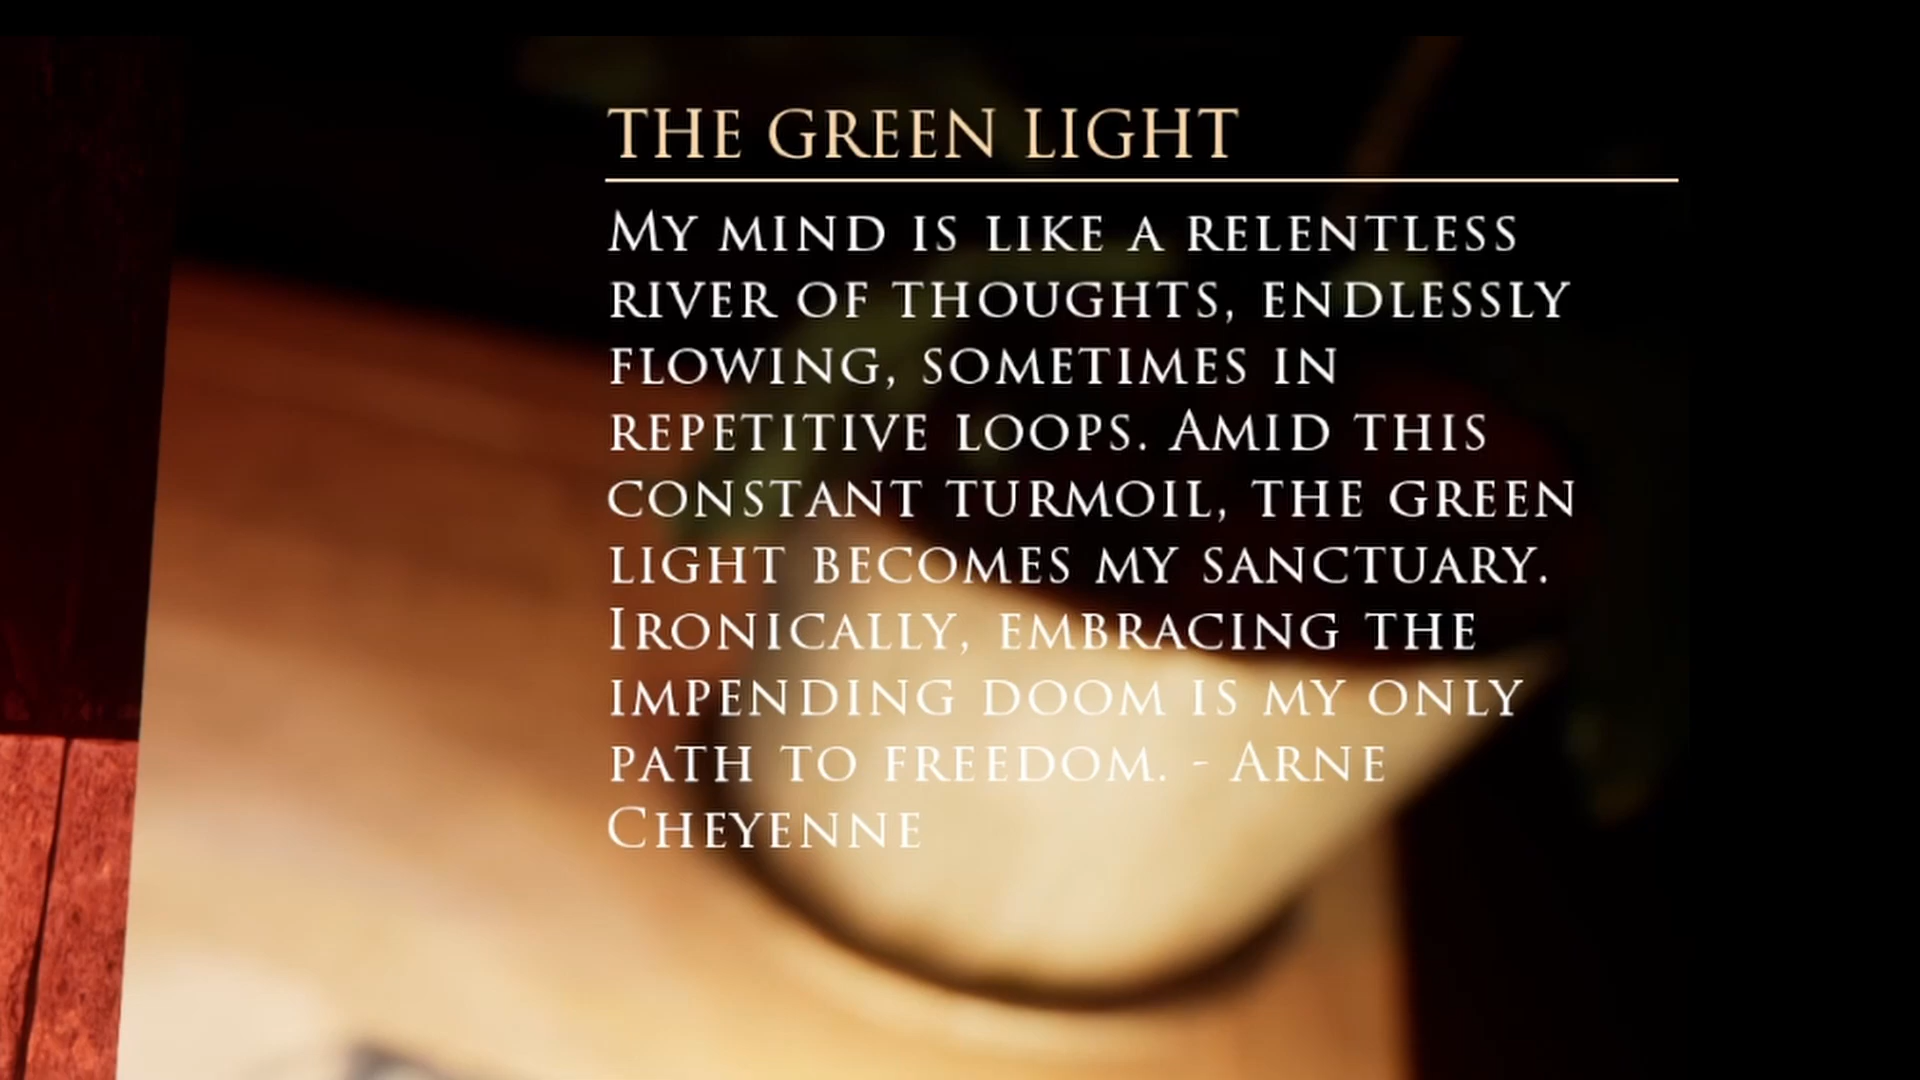 THE GREEN LIGHT
My mind is like a relentless
river of thoughts, endlessly
flowing, sometimes in
repetitive loops. Amid this
constant turmoil, the green
light becomes my sanctuary.
Ironically, embracing the
impending doom is my only
path to freedom. - Arne
Cheyenne